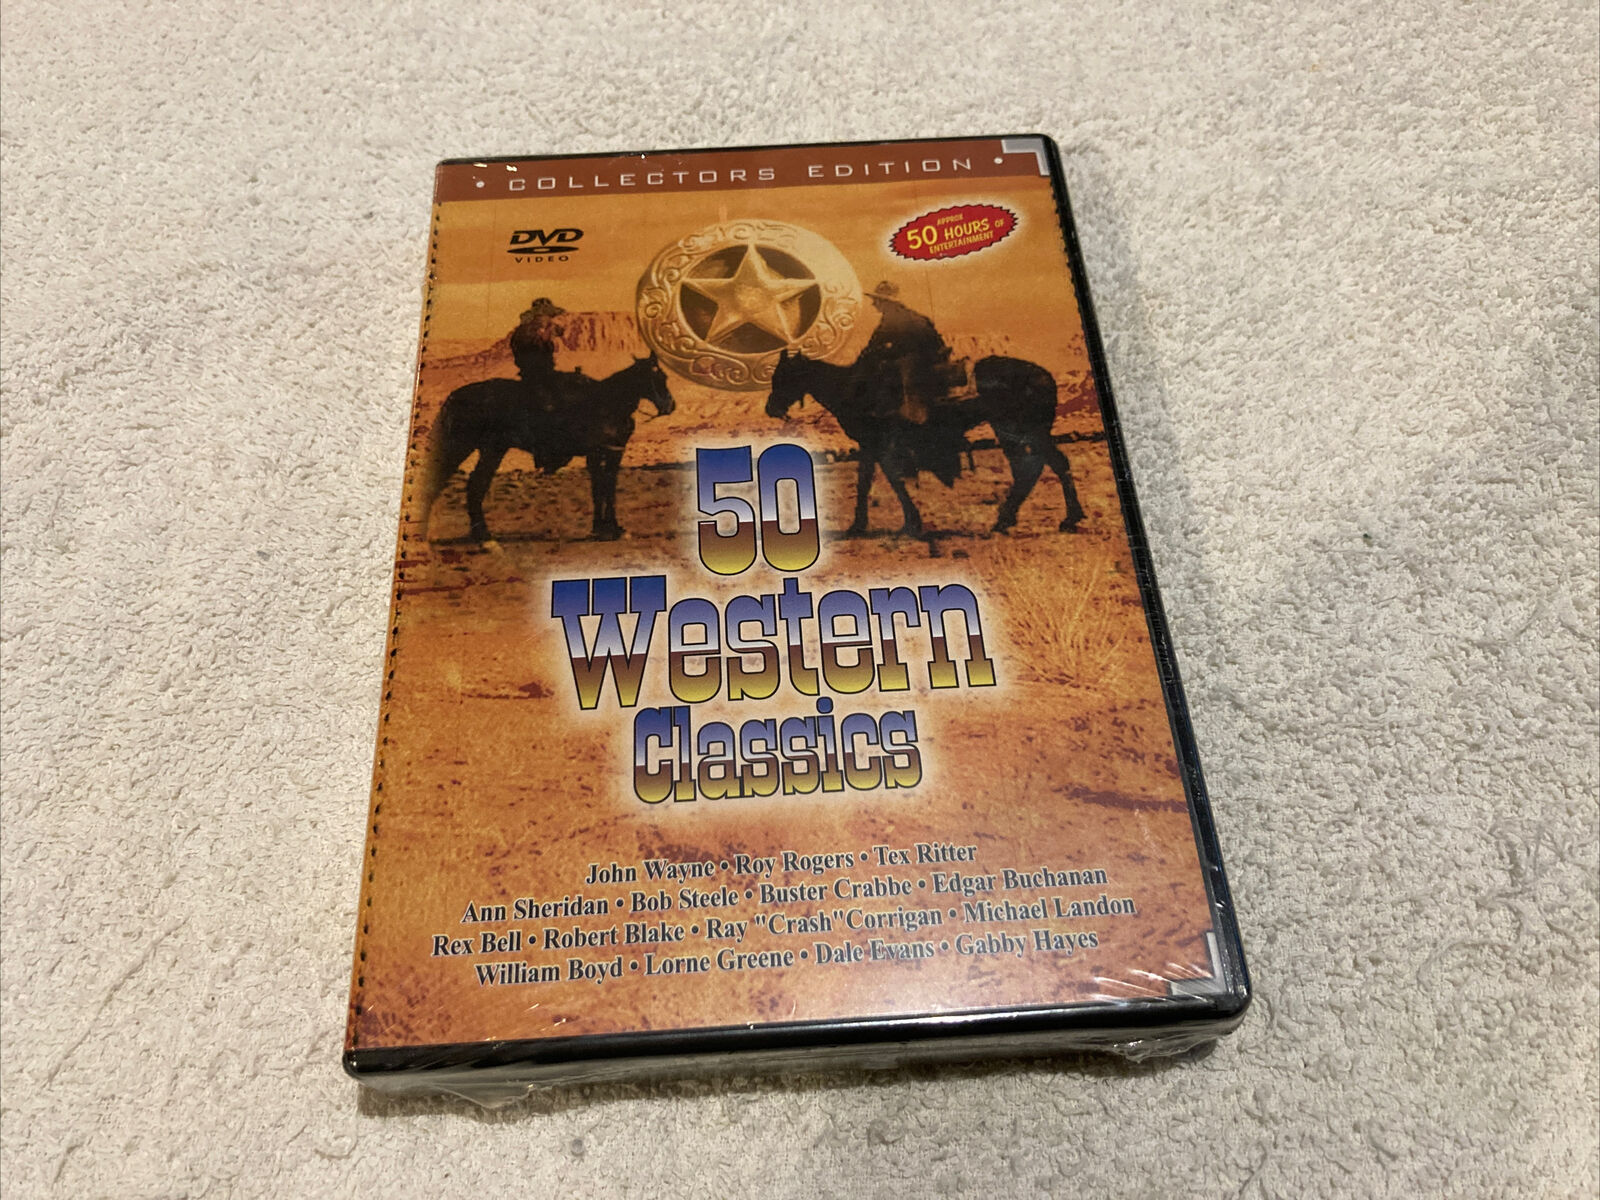 • COLLECTORS EDITION •
DVD
VIDEO
APPROX
50 HOURS OF
ENTERTAINMENT
50
Western
Classics
John Wayne • Roy Rogers • Tex Ritter
Ann Sheridan • Bob Steele • Buster Crabbe • Edgar Buchanan
Rex Bell • Robert Blake • Ray "Crash"Corrigan • Michael Landon
William Boyd • Lorne Greene • Dale Evans • Gabby Hayes